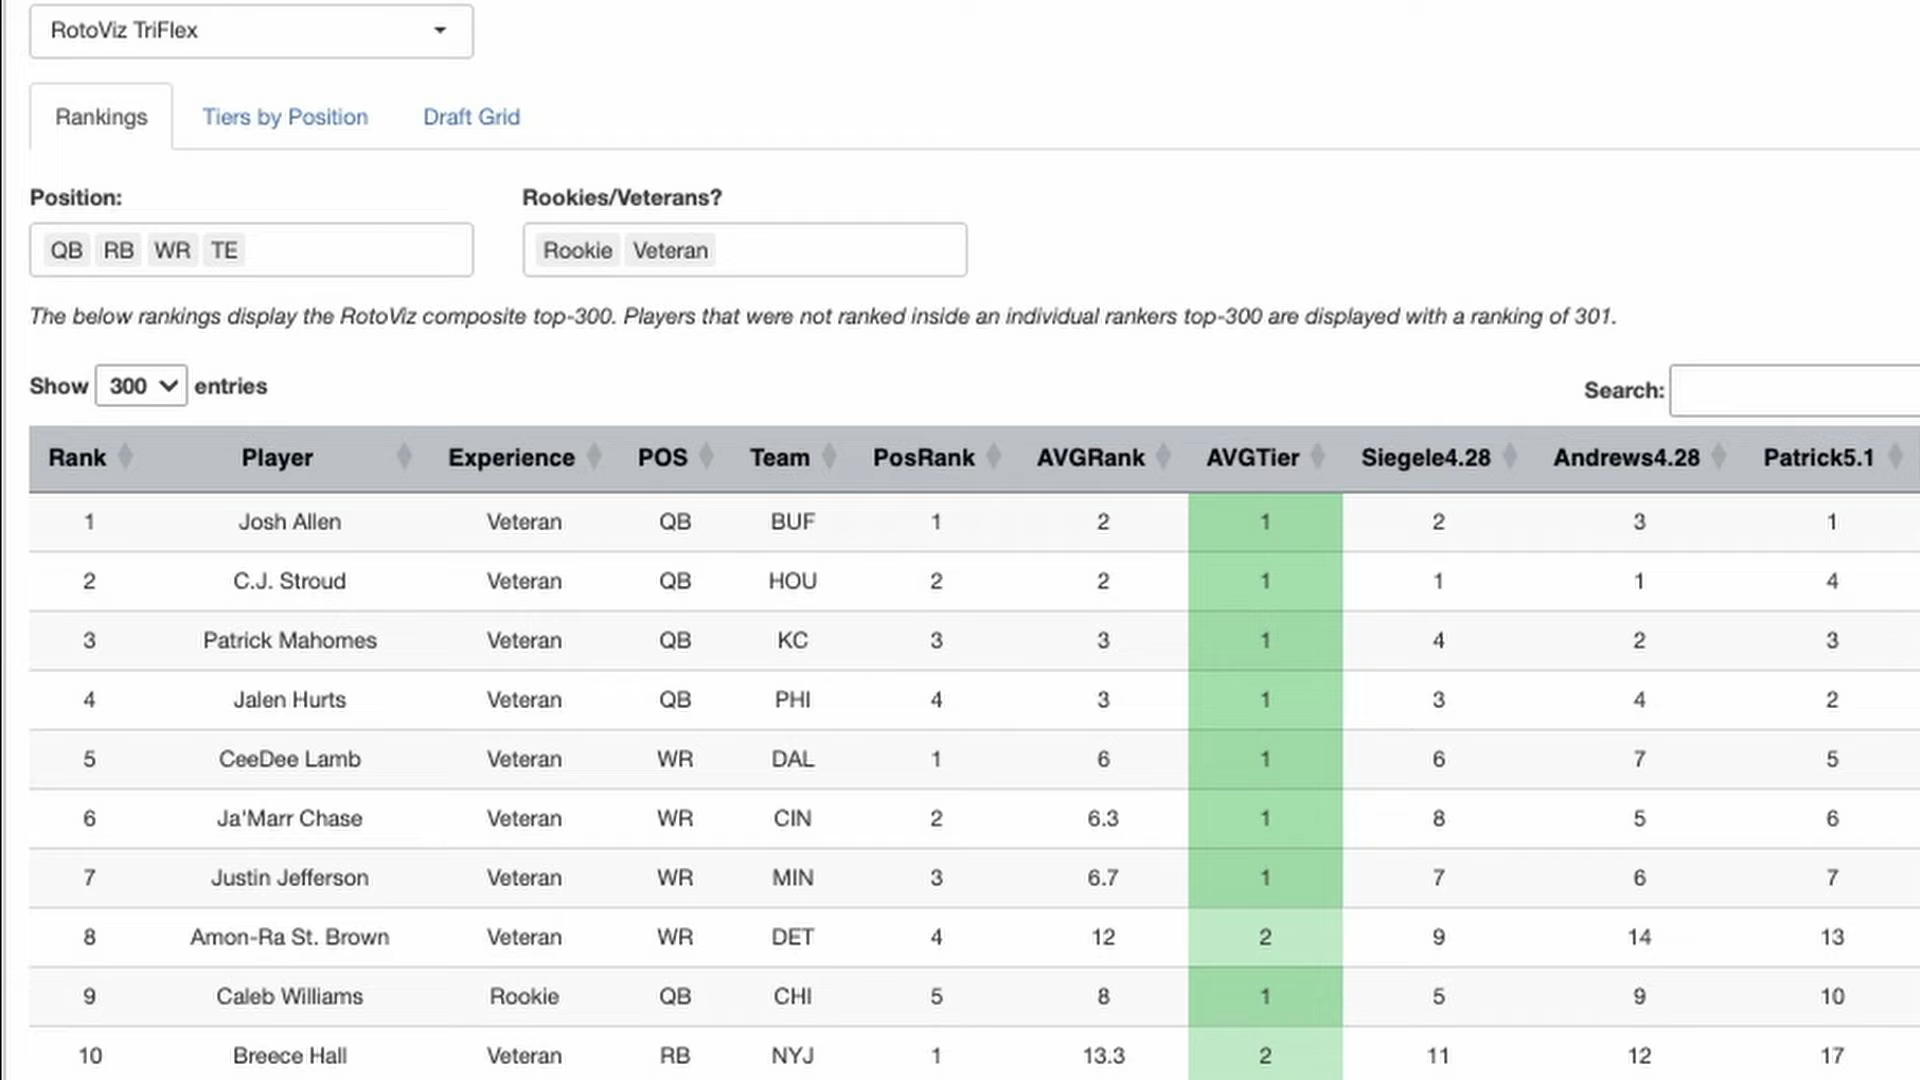 RotoViz TriFlex
Rankings Tiers by Position Draft Grid
Position: Rookies/Veterans?
QB RB WR TE Rookie Veteran
The below rankings display the RotoViz composite top-300. Players that were not ranked inside an individual rankers top-300 are displayed with a ranking of 301.
Show 300 entries Search:
Rank Player Experience POS Team PosRank AVGRank AVGTier Siegele4.28 Andrews4.28 Patrick5.1
1 Josh Allen Veteran QB BUF 1 2 1 2 3 1
2 C.J. Stroud Veteran QB HOU 2 2 1 1 1 4
3 Patrick Mahomes Veteran QB KC 3 3 1 4 2 3
4 Jalen Hurts Veteran QB PHI 4 3 1 3 4 2
5 CeeDee Lamb Veteran WR DAL 1 6 1 6 7 5
6 Ja'Marr Chase Veteran WR CIN 2 6.3 1 8 5 6
7 Justin Jefferson Veteran WR MIN 3 6.7 1 7 6 7
8 Amon-Ra St. Brown Veteran WR DET 4 12 2 9 14 13
9 Caleb Williams Rookie QB CHI 5 8 1 5 9 10
10 Breece Hall Veteran RB NYJ 1 13.3 2 11 12 17